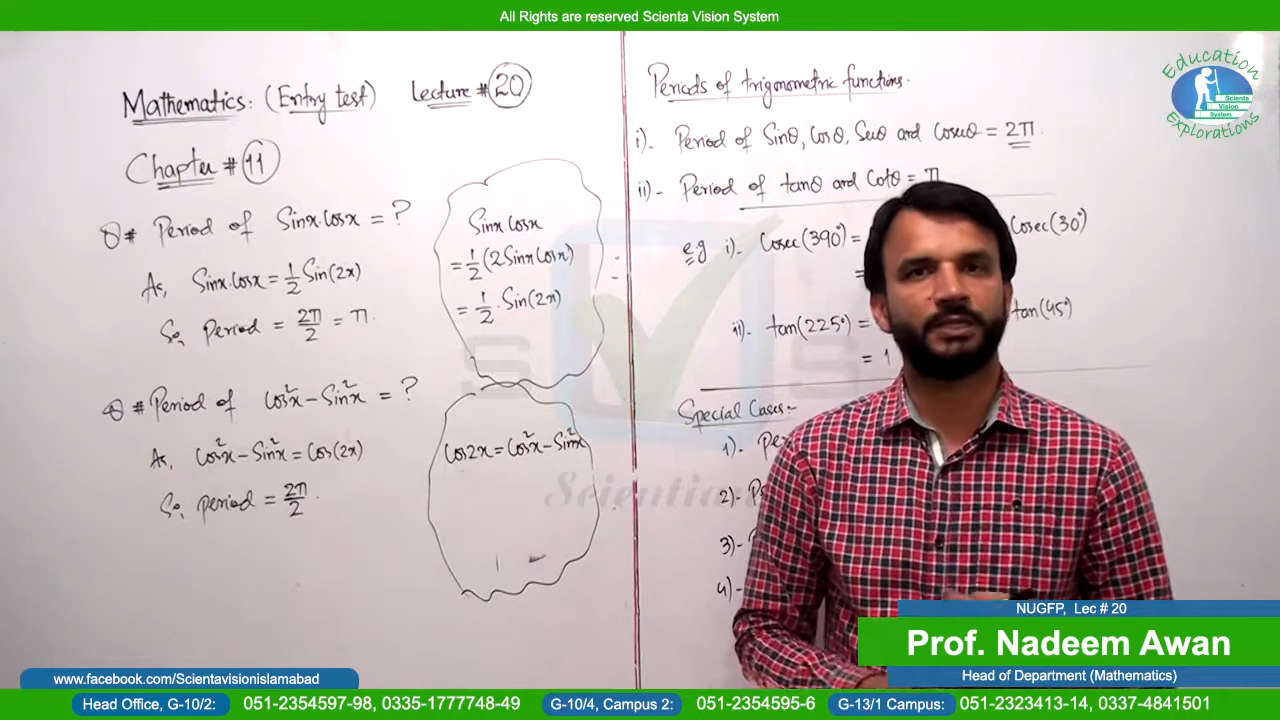 All Rights are reserved Scienta Vision System
Education
Scienta
Vision
System
Explorations
Mathematics: (Entry test) Lecture # 20
Chapter # 11
Q # Period of Sinx.Cosx = ?
As, Sinx.Cosx = 1/2 Sin(2x)
So, Period = 2π/2 = π.
Q # Period of Cos²x - Sin²x = ?
As, Cos²x - Sin²x = Cos(2x)
So, period = 2π/2.
Sinx Cosx
= 1/2 (2Sinx Cosx)
= 1/2 . Sin(2x)
Cos2x = Cos²x - Sin²x
Periods of trigonometric functions.
i)- Period of Sinθ, Cosθ, Secθ and Cosecθ = 2π.
ii)- Period of tanθ and Cotθ = π
e.g i)- Cosec(390°) = Cosec(30°)
=
ii)- tan(225°) = tan(45°)
= 1
Special Cases:-
1)-
2)-
3)-
4)-
SVS
NUGFP, Lec # 20
Prof. Nadeem Awan
Head of Department (Mathematics)
www.facebook.com/Scientavisionislamabad
Head Office, G-10/2: 051-2354597-98, 0335-1777748-49 G-10/4, Campus 2: 051-2354595-6 G-13/1 Campus: 051-2323413-14, 0337-4841501